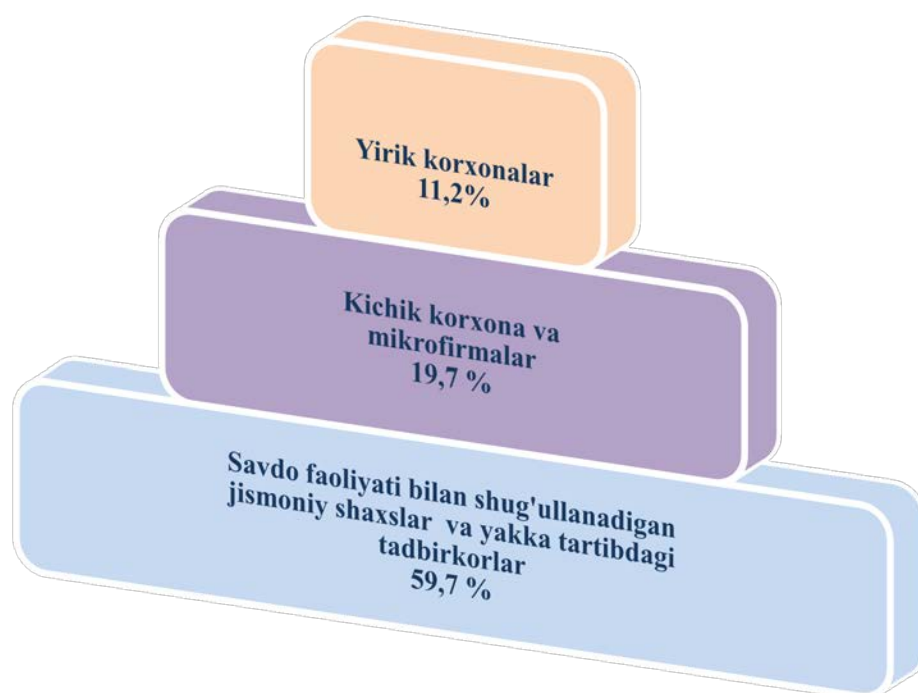 Yirik korxonalar
11,2%
Kichik korxona va
mikrofirmalar
19,7 %
Savdo faoliyati bilan shug'ullanadigan
jismoniy shaxslar va yakka tartibdagi
tadbirkorlar
59,7 %